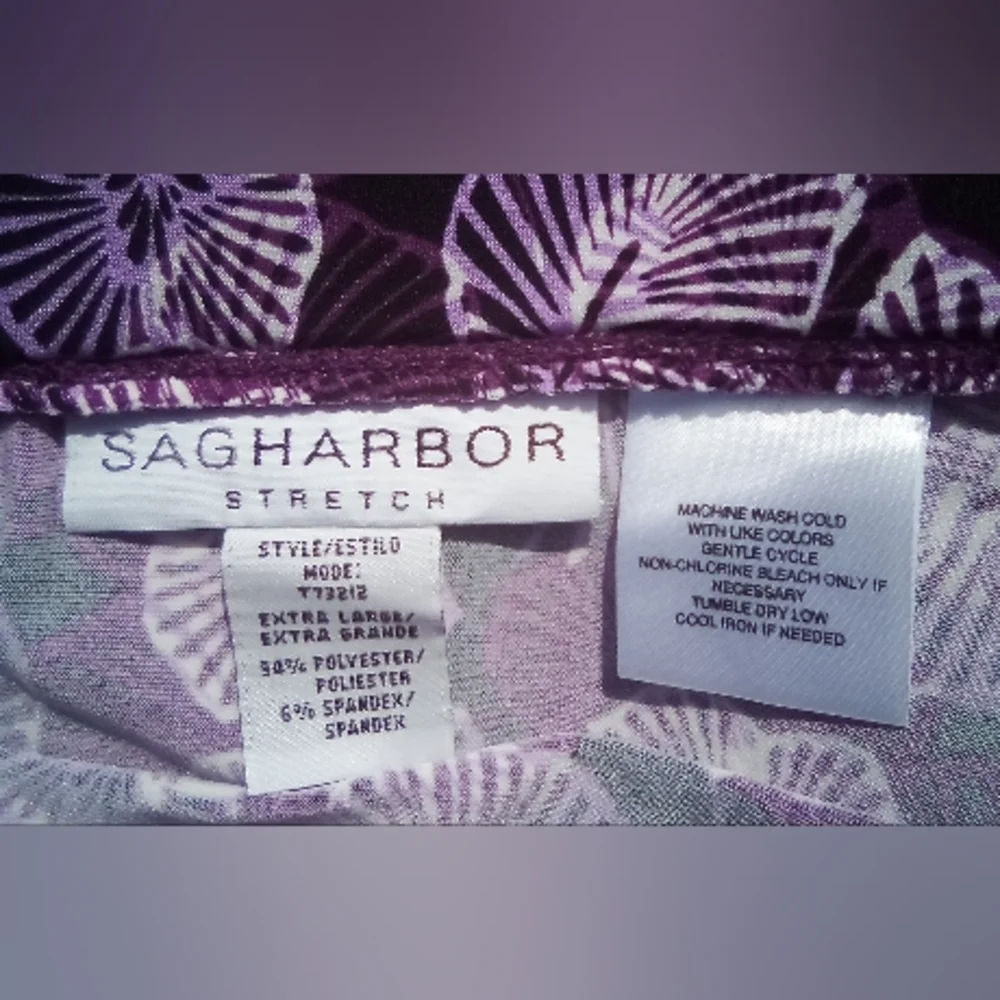 SAGHARBOR
STRETCH
STYLE/ESTILO
MODE:
T73212
EXTRA LARGE/
EXTRA GRANDE
94% POLYESTER/
POLIESTER
6% SPANDEX/
SPANDEX
MACHINE WASH COLD
WITH LIKE COLORS
GENTLE CYCLE
NON-CHLORINE BLEACH ONLY IF
NECESSARY
TUMBLE DRY LOW
COOL IRON IF NEEDED